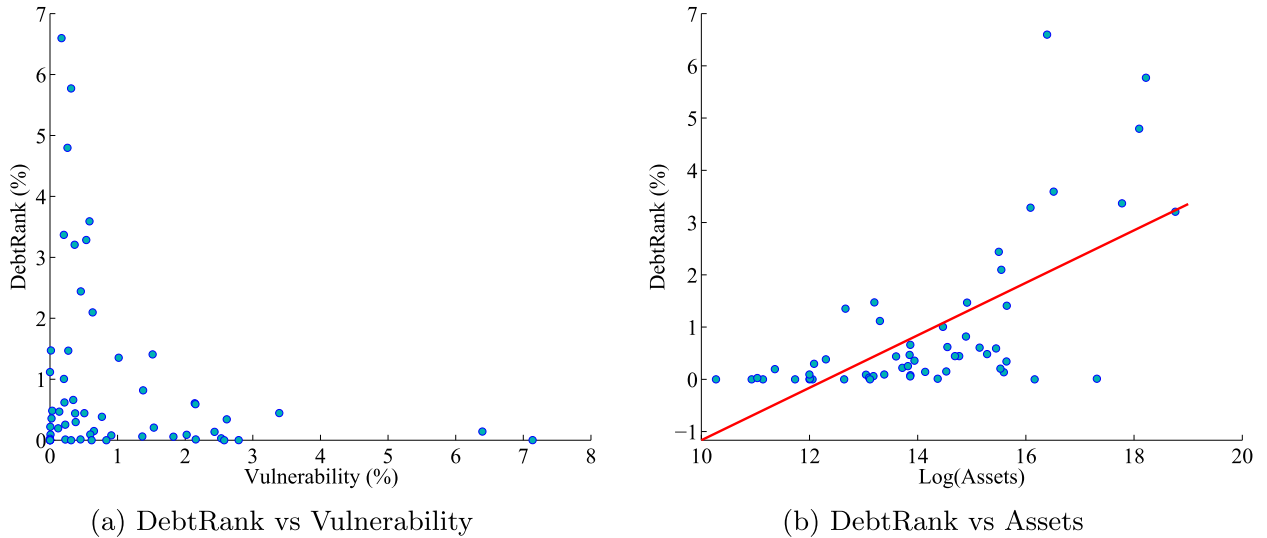 7
6
5
4
3
2
1
0
DebtRank (%)
0 1 2 3 4 5 6 7 8
Vulnerability (%)
(a) DebtRank vs Vulnerability
7
6
5
4
3
2
1
0
−1
DebtRank (%)
10 12 14 16 18 20
Log(Assets)
(b) DebtRank vs Assets